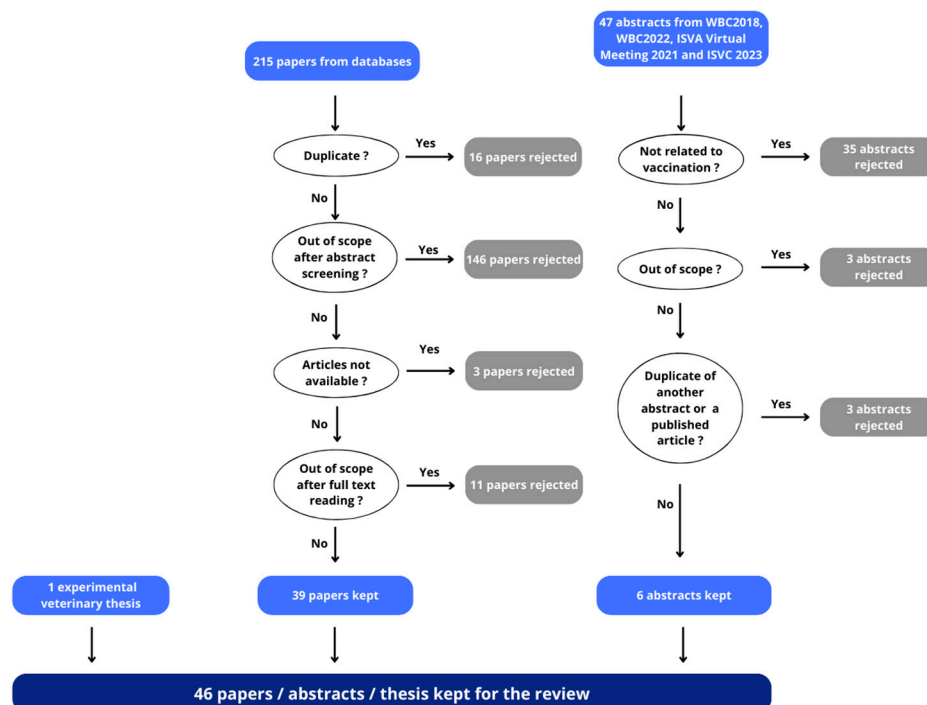 47 abstracts from WBC2018,
WBC2022, ISVA Virtual
Meeting 2021 and ISVC 2023
215 papers from databases
Duplicate ?
Yes
16 papers rejected
Not related to
vaccination ?
Yes
35 abstracts
rejected
No
No
Out of scope
after abstract
screening ?
Yes
146 papers rejected
Out of scope ?
Yes
3 abstracts
rejected
No
No
Articles not
available ?
Yes
3 papers rejected
Duplicate of
another
abstract or a
published
article ?
Yes
3 abstracts
rejected
No
Out of scope
after full text
reading ?
Yes
11 papers rejected
No
No
1 experimental
veterinary thesis
39 papers kept
6 abstracts kept
46 papers / abstracts / thesis kept for the review